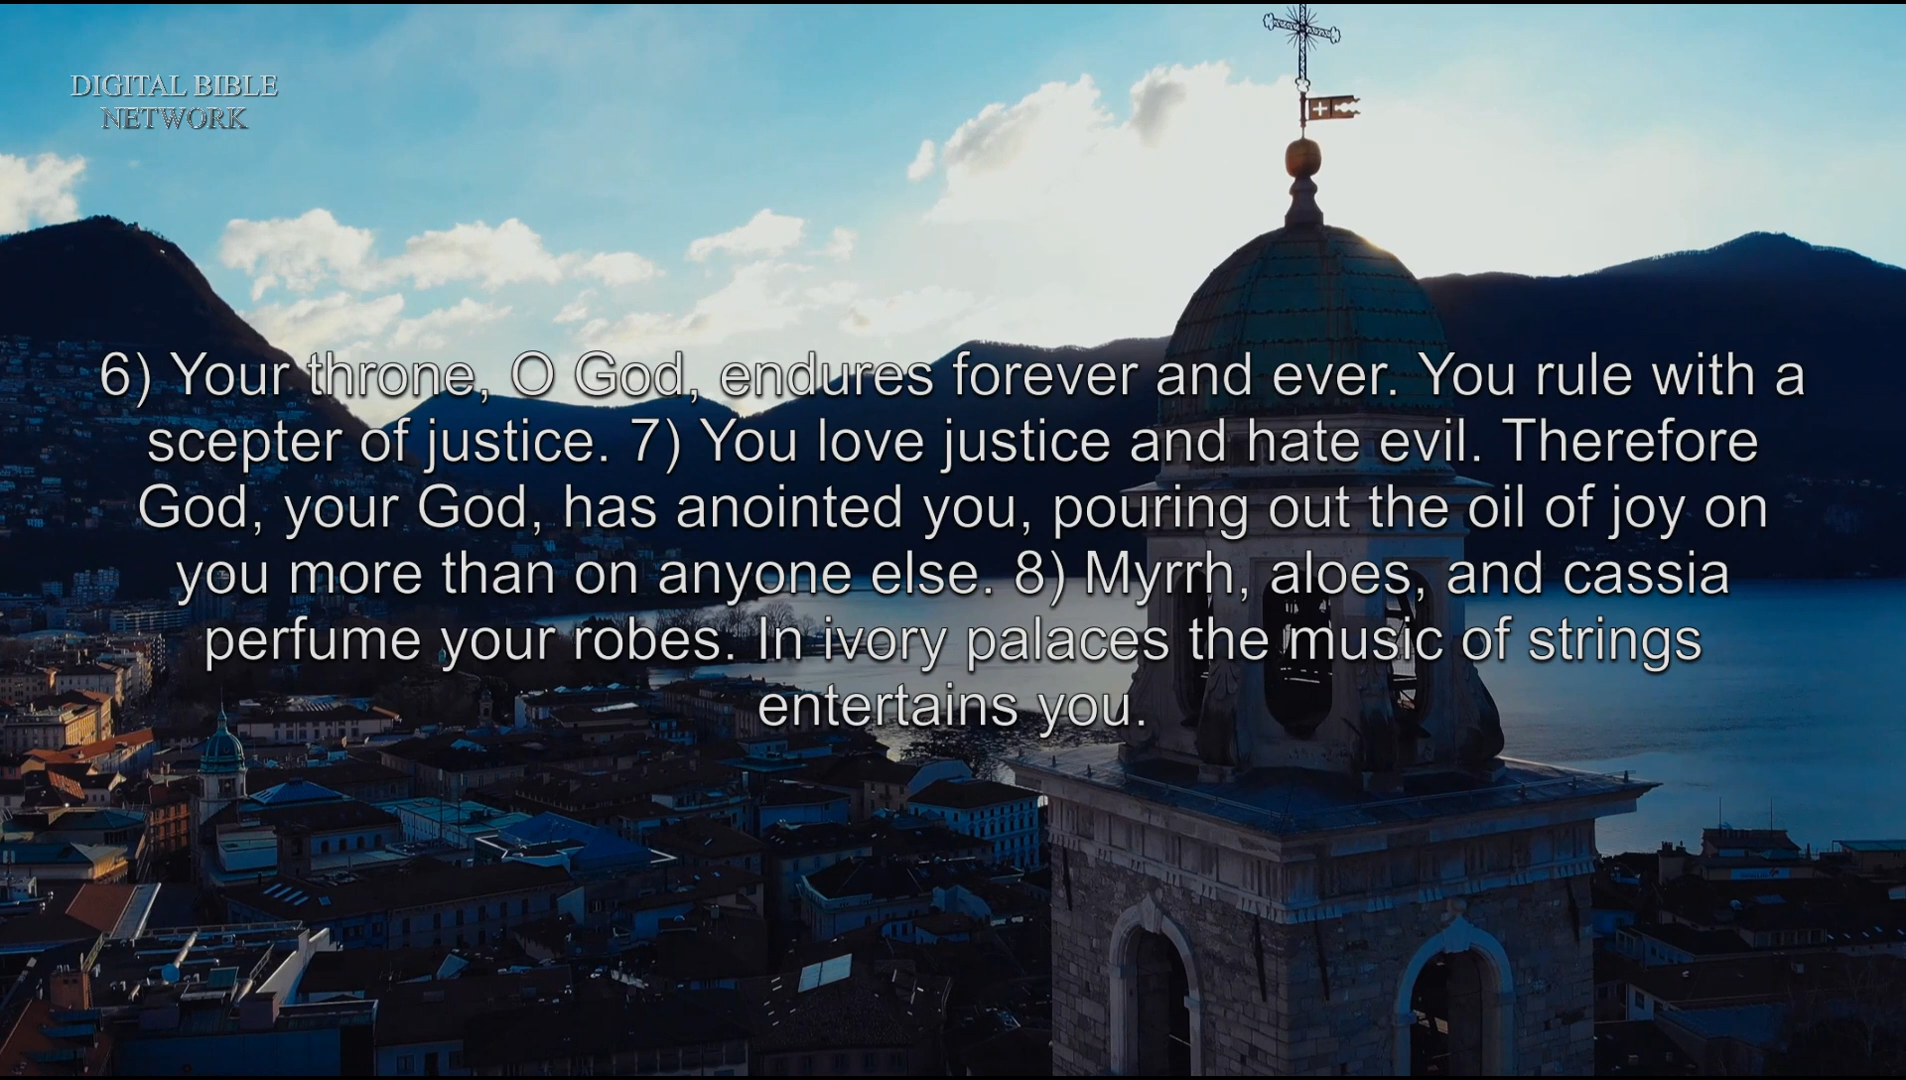 DIGITAL BIBLE
NETWORK
6) Your throne, O God, endures forever and ever. You rule with a
scepter of justice. 7) You love justice and hate evil. Therefore
God, your God, has anointed you, pouring out the oil of joy on
you more than on anyone else. 8) Myrrh, aloes, and cassia
perfume your robes. In ivory palaces the music of strings
entertains you.